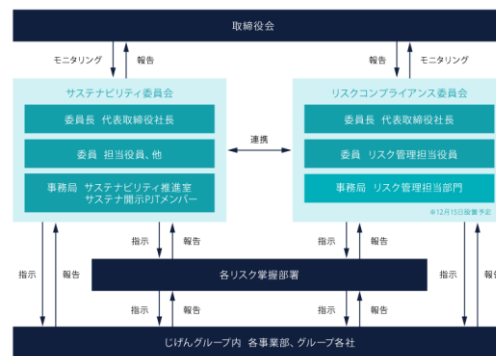 取締役会
モニタリング 報告 報告 モニタリング
サステナビリティ委員会
委員長 代表取締役社長
委員 担当役員、他
事務局 サステナビリティ推進室
サステナ開示PJTメンバー
連携
リスクコンプライアンス委員会
委員長 代表取締役社長
委員 リスク管理担当役員
事務局 リスク管理担当部門
※12月15日設置予定
指示 報告 指示 報告
指示 報告 指示 報告
各リスク掌握部署
指示 報告 指示 報告
じげんグループ内 各事業部、グループ各社